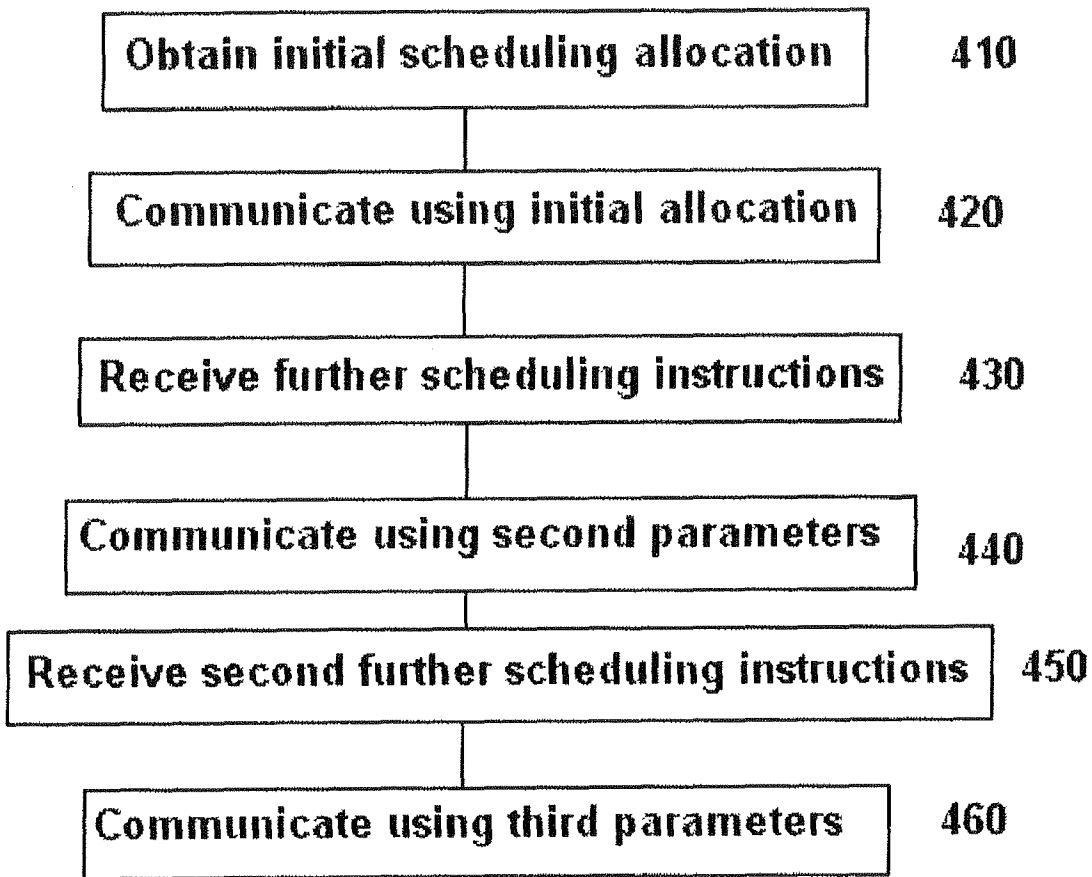 Obtain initial scheduling allocation 410
Communicate using initial allocation 420
Receive further scheduling instructions 430
Communicate using second parameters 440
Receive second further scheduling instructions 450
Communicate using third parameters 460